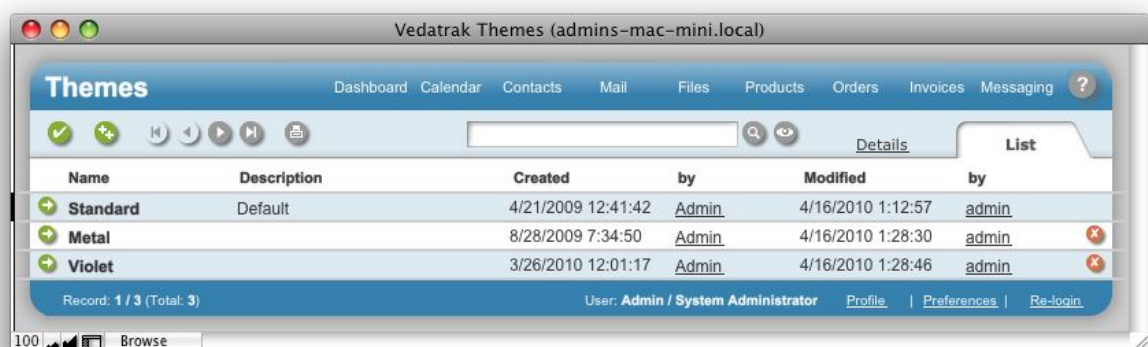 Vedatrak Themes (admins-mac-mini.local)
Themes Dashboard Calendar Contacts Mail Files Products Orders Invoices Messaging ?
Details List
Name Description Created by Modified by
Standard Default 4/21/2009 12:41:42 Admin 4/16/2010 1:12:57 admin
Metal 8/28/2009 7:34:50 Admin 4/16/2010 1:28:30 admin
Violet 3/26/2010 12:01:17 Admin 4/16/2010 1:28:46 admin
Record: 1 / 3 (Total: 3) User: Admin / System Administrator Profile | Preferences | Re-login
100 Browse